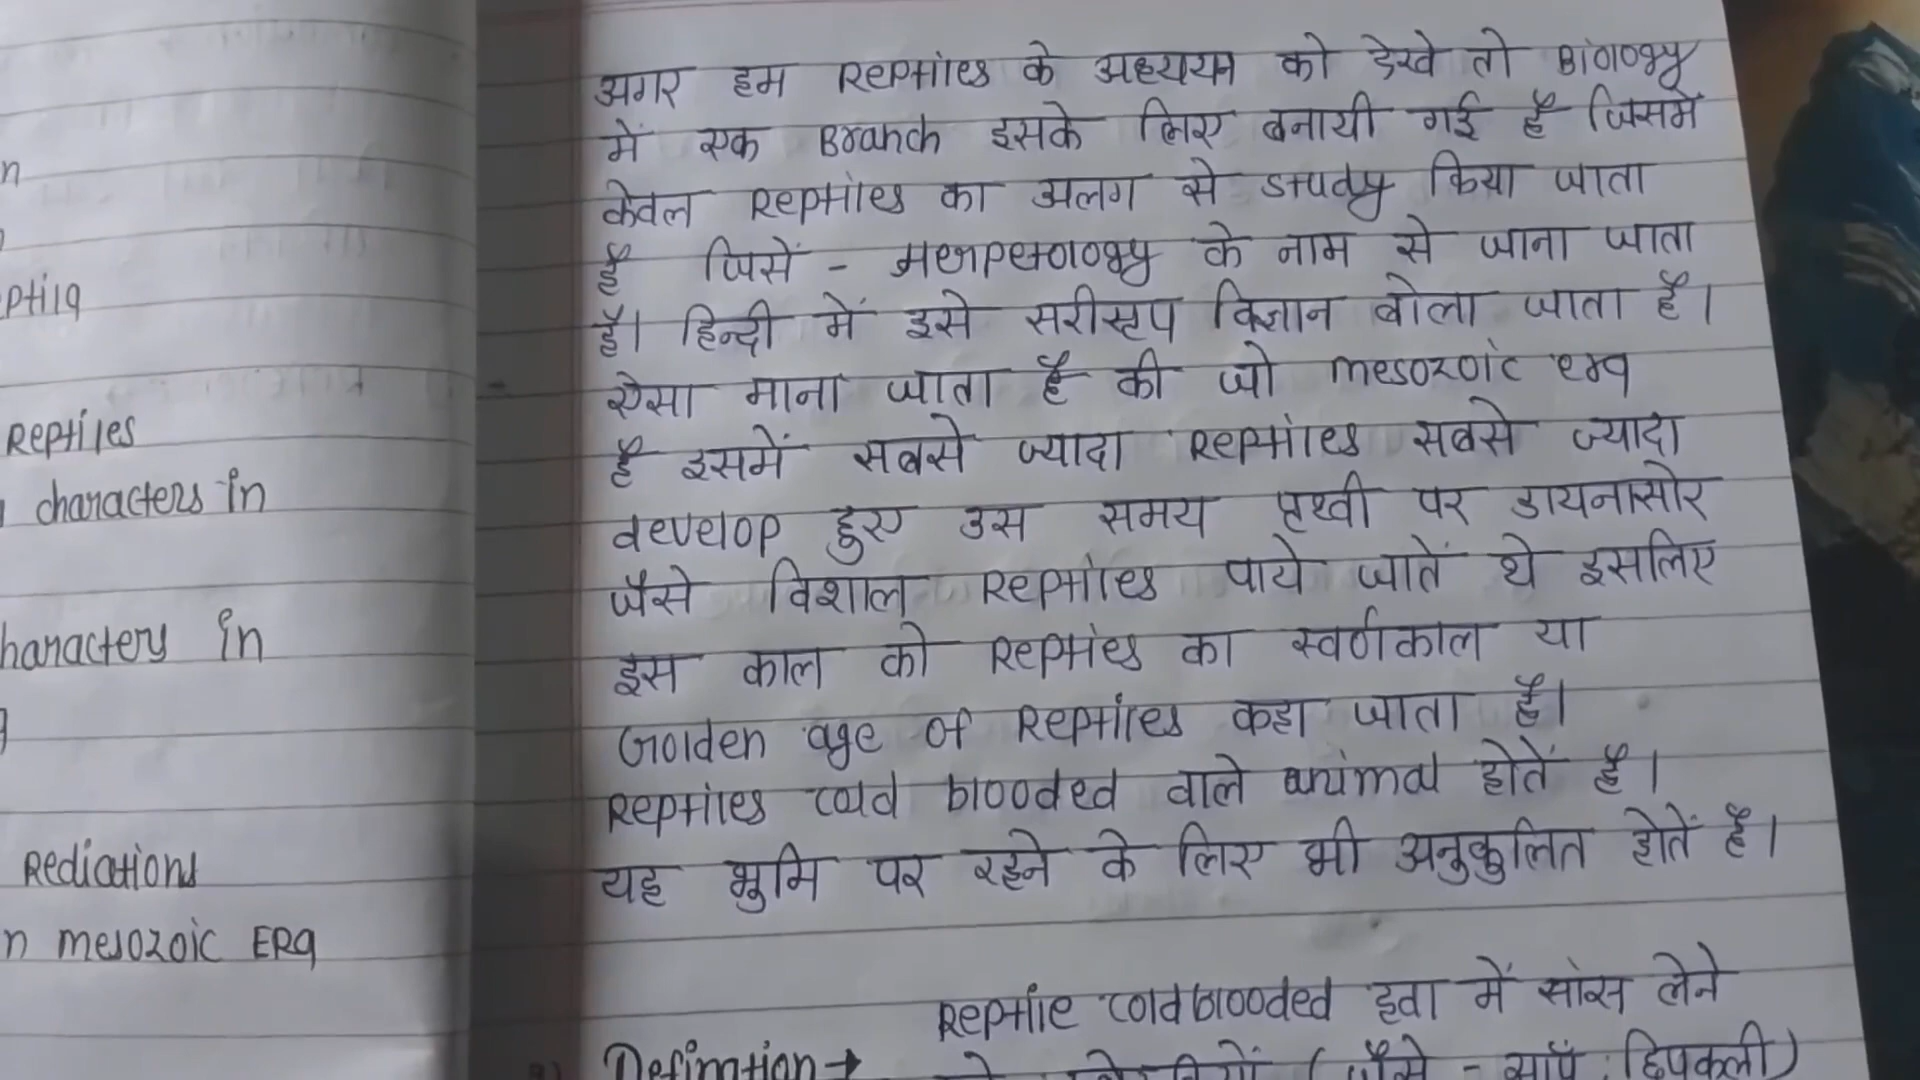 n
ptiia
Reptiles
characters in
haracters in
Rediations
n mesozoic ERa
अगर हम Reptiles के अध्ययन को देखे तो Biology
में एक Branch इसके लिए बनायी गई है जिसमें
केवल Reptiles का अलग से study किया जाता
है जिसें - Herpetology के नाम से जाना जाता
है। हिन्दी में इसे सरीसृप विज्ञान बोला जाता है।
ऐसा माना जाता है की जो mesozoic era
है इसमें सबसे ज्यादा Reptiles सबसे ज्यादा
develop हुए उस समय पृथ्वी पर डायनासोर
जैसे विशाल Reptiles पाये जातें थे इसलिए
इस काल को Reptiles का स्वर्णकाल या
Golden age of Reptiles कहा जाता है।
Reptiles cold blooded वाले animal होतें है।
यह भुमि पर रहने के लिए भी अनुकुलित होतें है।
Reptile coldblooded हवा में सांस लेने
Defination → (जैसे - साँप, छिपकली)